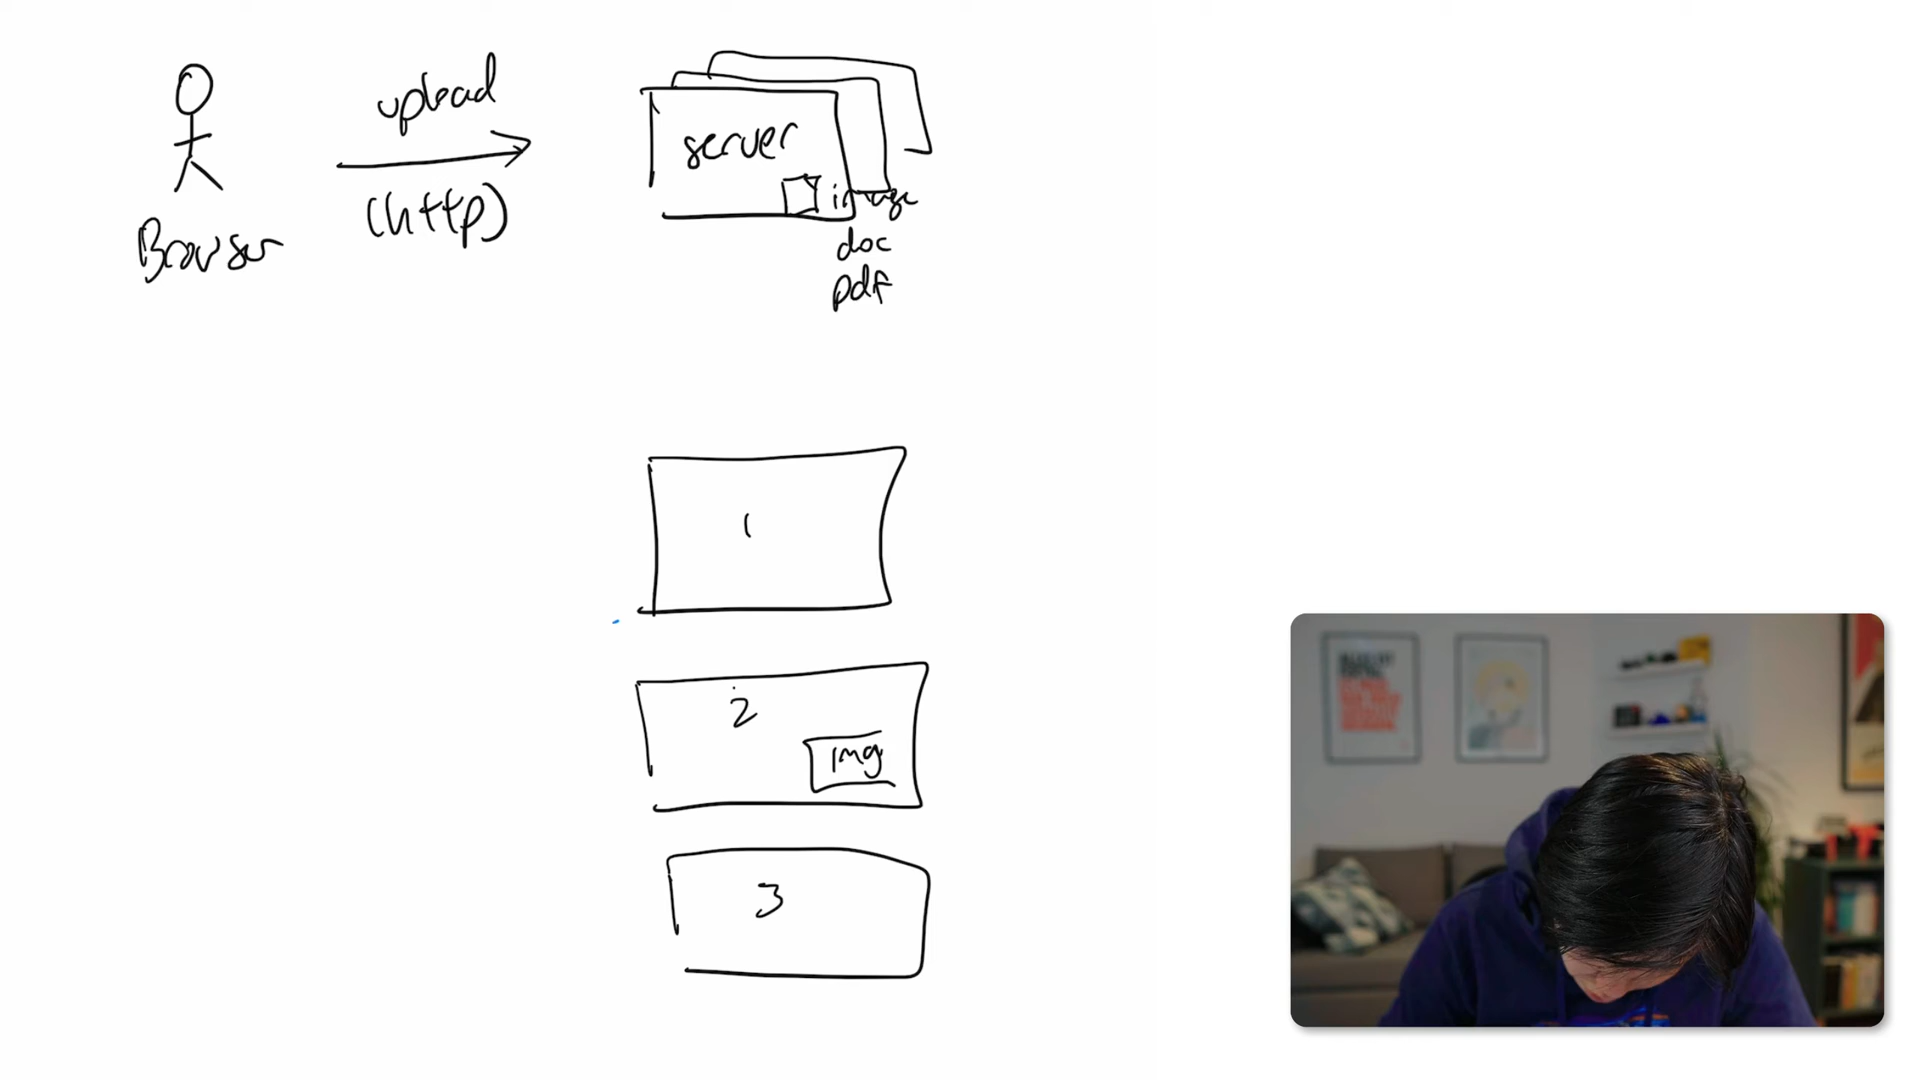 upload
server
image
(http)
Browser
doc
pdf
1
2
img
3